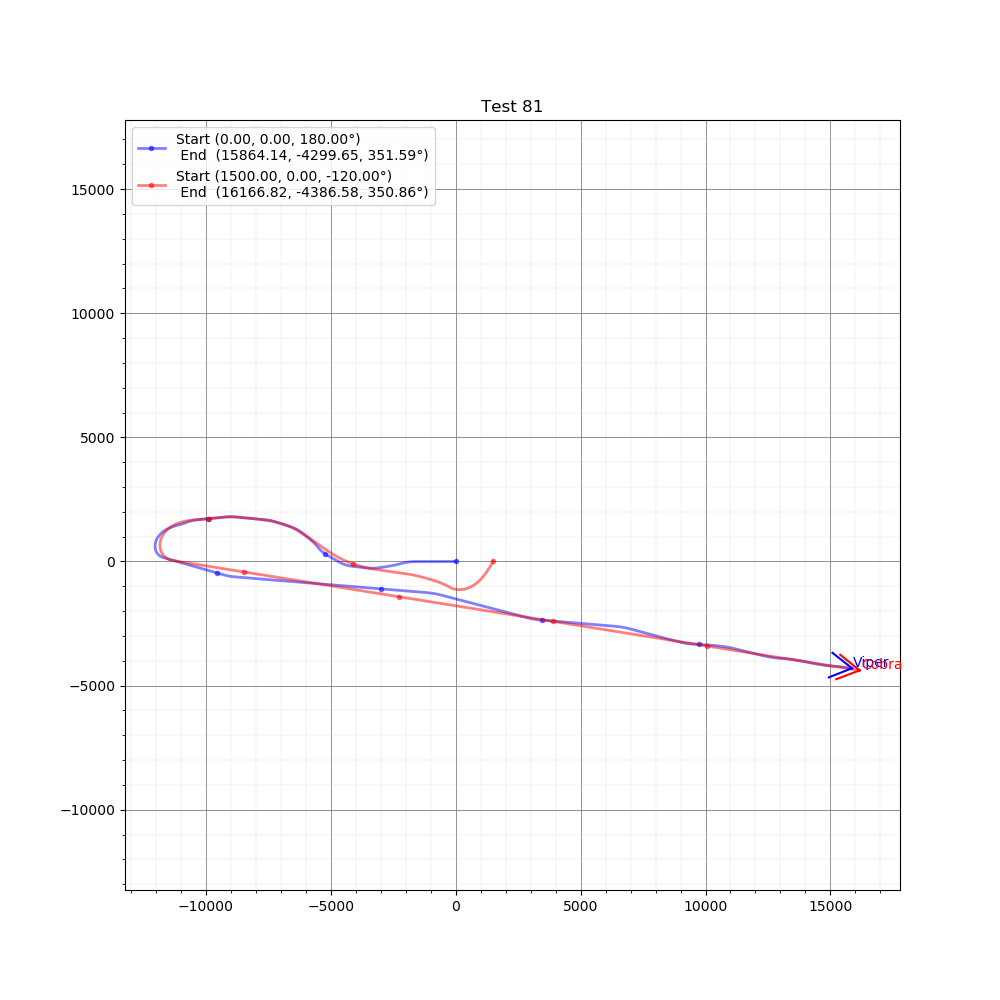 Test 81
Start (0.00, 0.00, 180.00°)
End (15864.14, -4299.65, 351.59°)
Start (1500.00, 0.00, -120.00°)
End (16166.82, -4386.58, 350.86°)
15000
10000
5000
0
−5000
−10000
Viper
Cobra
−10000 −5000 0 5000 10000 15000